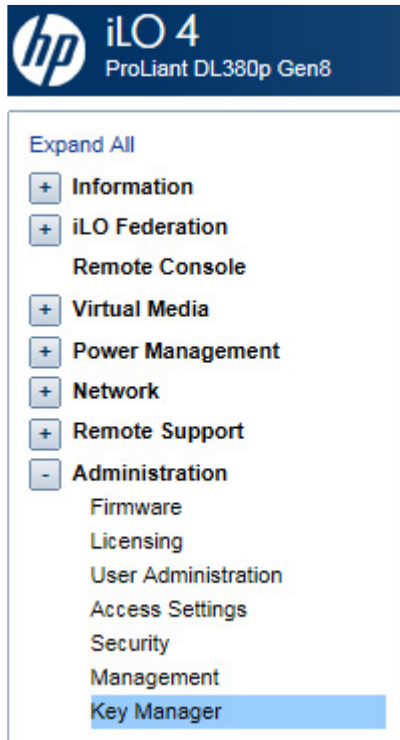 hp
iLO 4
ProLiant DL380p Gen8
Expand All
+ Information
+ iLO Federation
Remote Console
+ Virtual Media
+ Power Management
+ Network
+ Remote Support
- Administration
Firmware
Licensing
User Administration
Access Settings
Security
Management
Key Manager